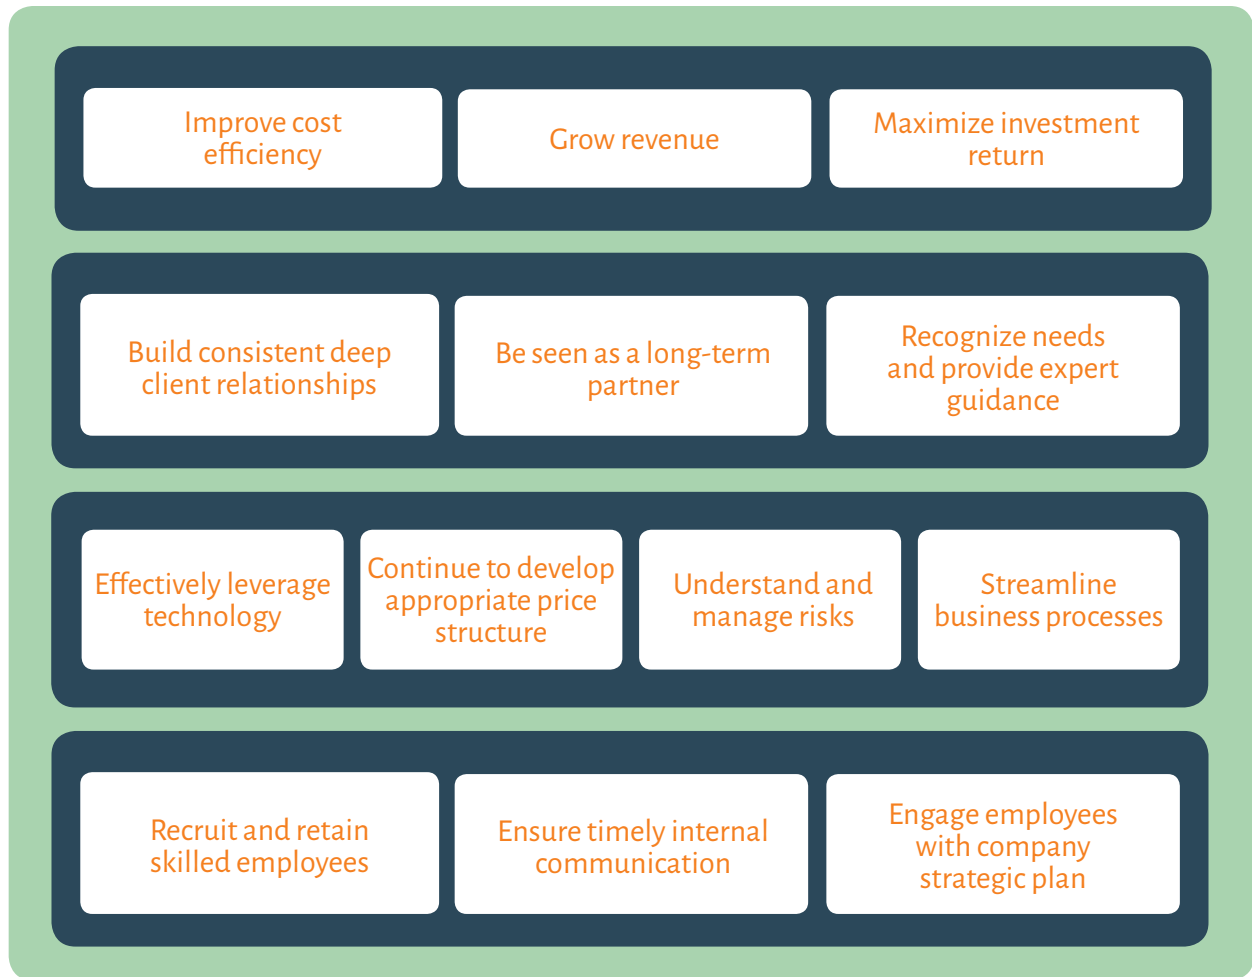 Improve cost
efficiency
Grow revenue
Maximize investment
return
Build consistent deep
client relationships
Be seen as a long-term
partner
Recognize needs
and provide expert
guidance
Effectively leverage
technology
Continue to develop
appropriate price
structure
Understand and
manage risks
Streamline
business processes
Recruit and retain
skilled employees
Ensure timely internal
communication
Engage employees
with company
strategic plan